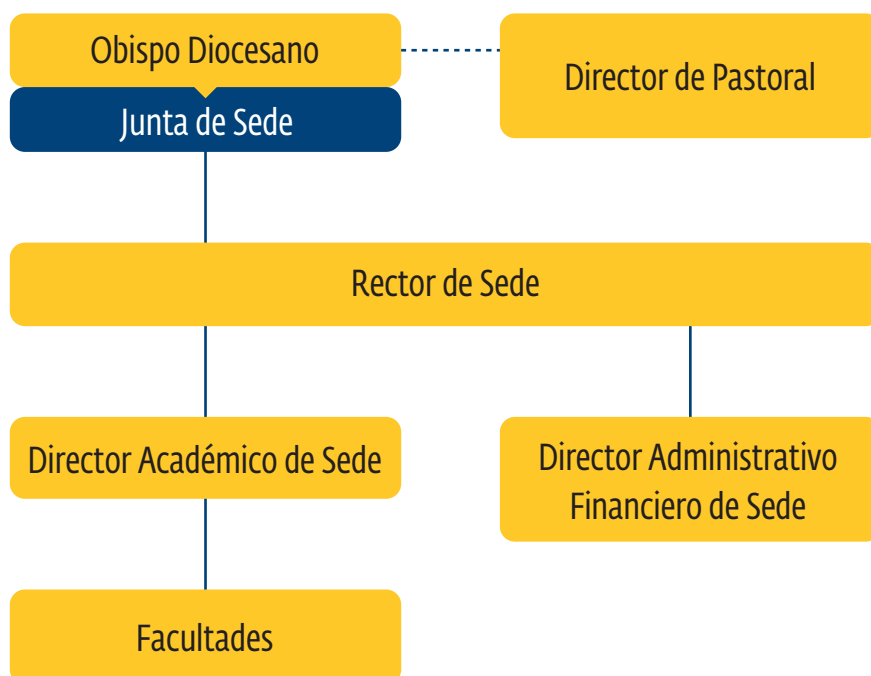 Obispo Diocesano
Director de Pastoral
Junta de Sede
Rector de Sede
Director Académico de Sede
Director Administrativo
Financiero de Sede
Facultades